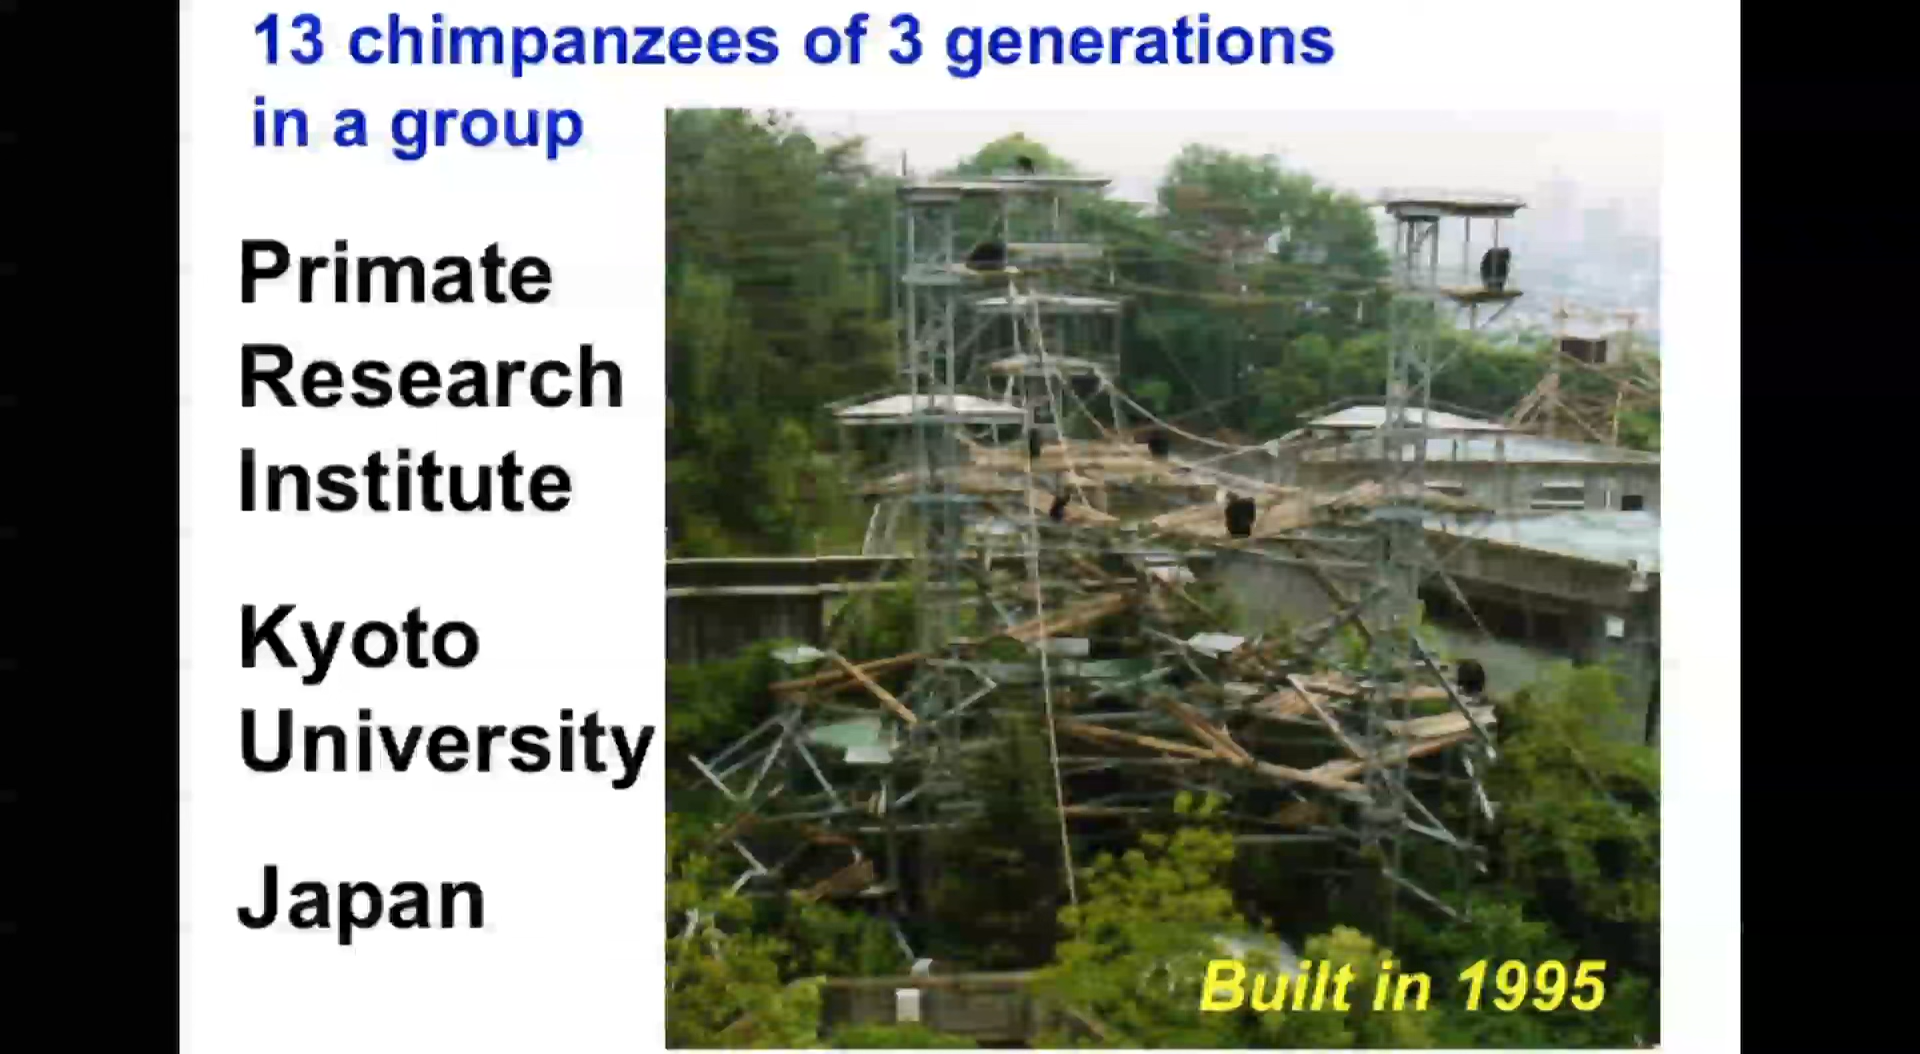 13 chimpanzees of 3 generations
in a group
Primate
Research
Institute
Kyoto
University
Japan
Built in 1995